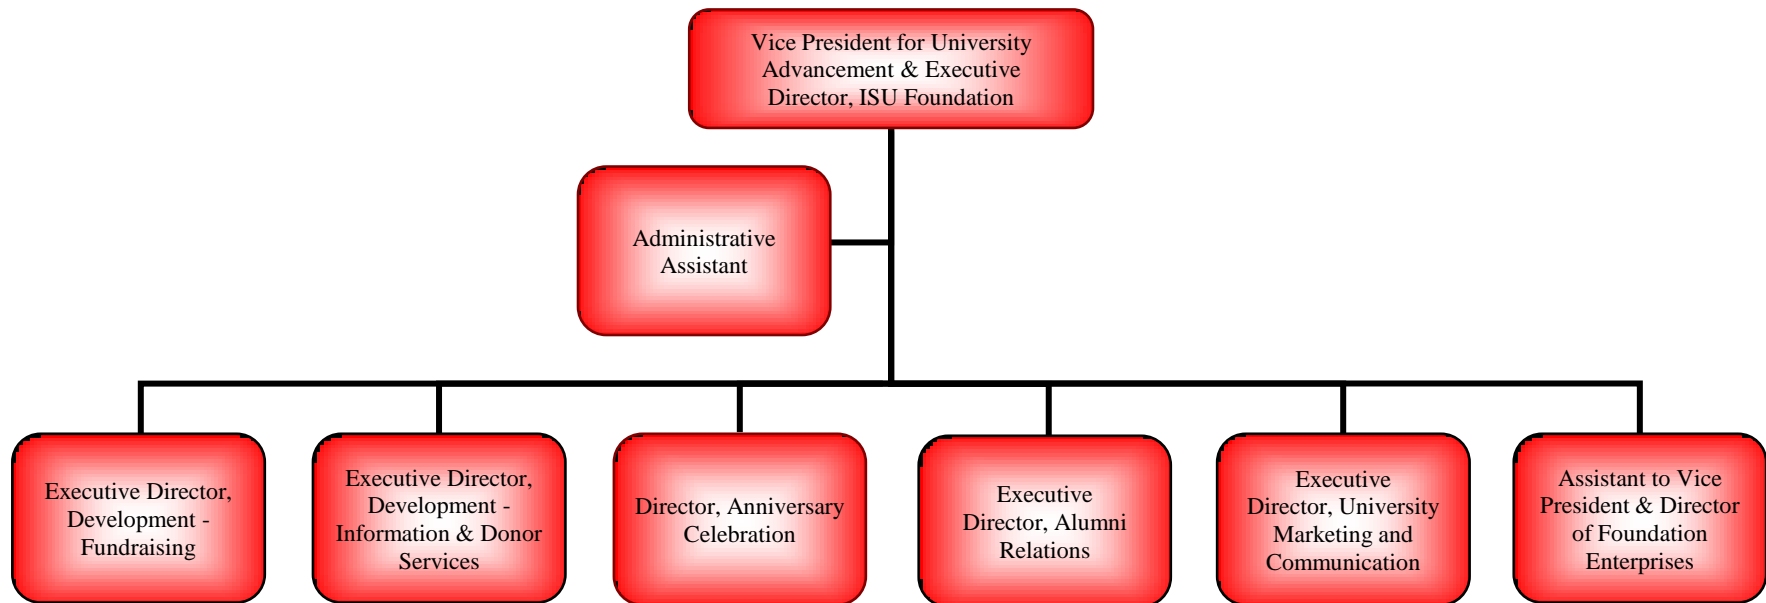 Vice President for University
Advancement & Executive
Director, ISU Foundation
Administrative
Assistant
Executive Director,
Development -
Fundraising
Executive Director,
Development -
Information & Donor
Services
Director, Anniversary
Celebration
Executive
Director, Alumni
Relations
Executive
Director, University
Marketing and
Communication
Assistant to Vice
President & Director
of Foundation
Enterprises